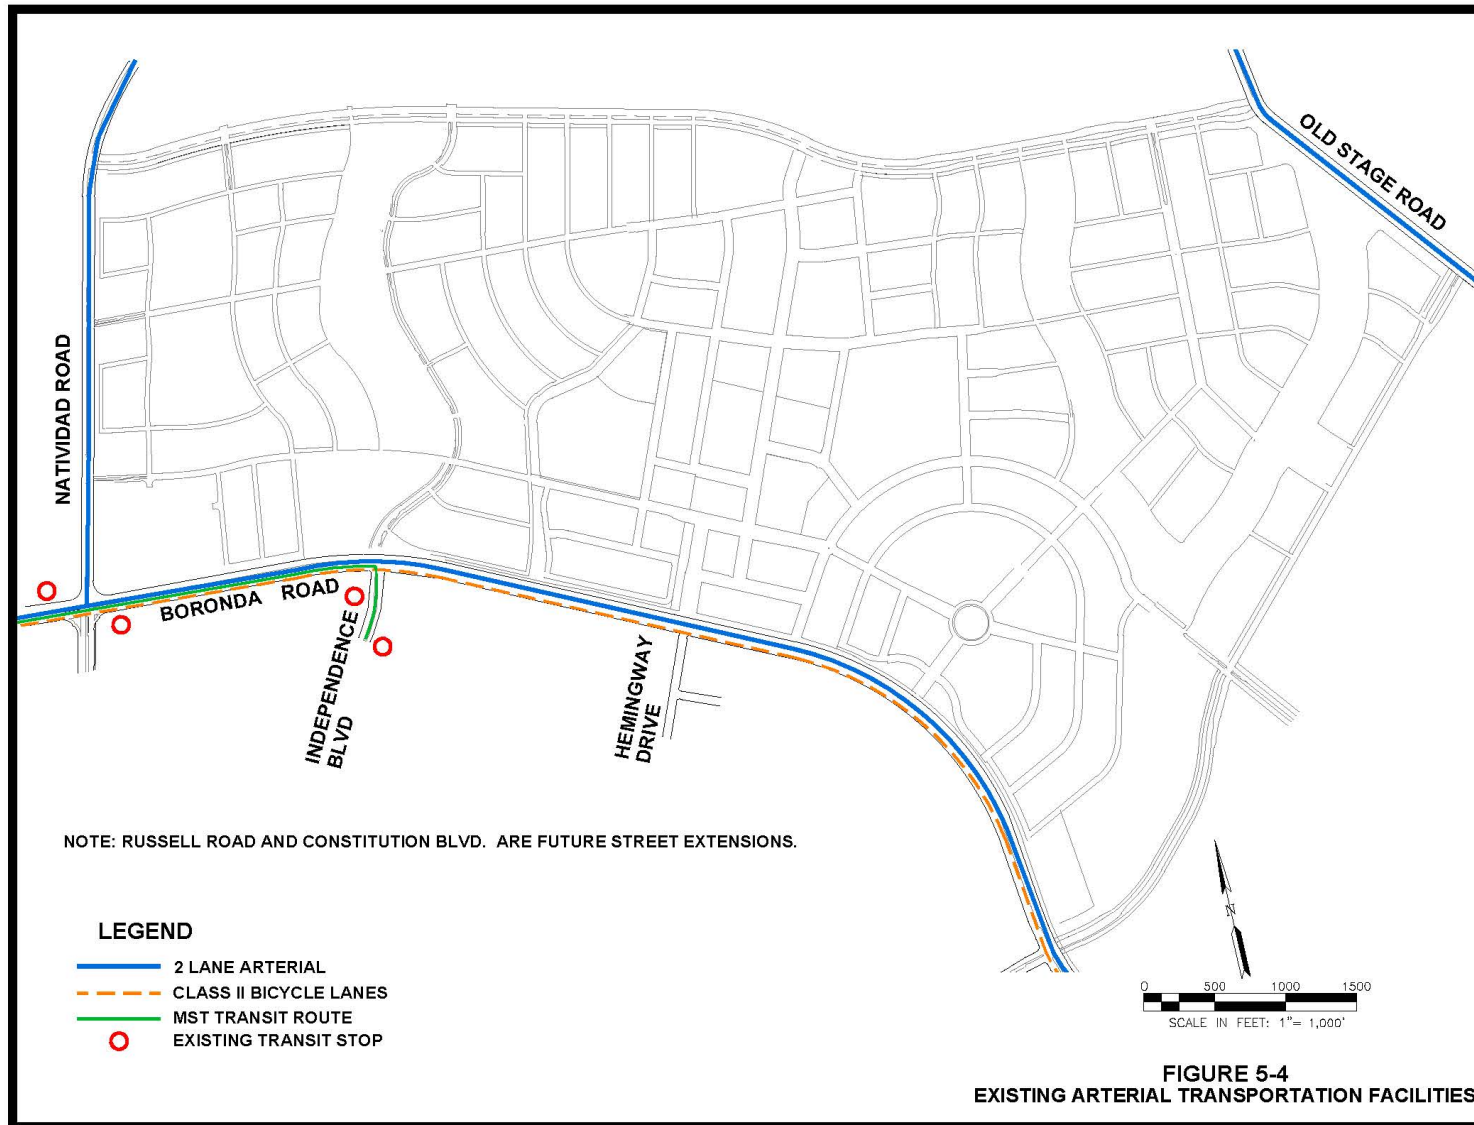 OLD STAGE ROAD
NATIVIDAD ROAD
BORONDA ROAD
INDEPENDENCE
BLVD
HEMINGWAY
DRIVE
NOTE: RUSSELL ROAD AND CONSTITUTION BLVD. ARE FUTURE STREET EXTENSIONS.
LEGEND
2 LANE ARTERIAL
CLASS II BICYCLE LANES
MST TRANSIT ROUTE
EXISTING TRANSIT STOP
N
0 500 1000 1500
SCALE IN FEET: 1"= 1,000'
FIGURE 5-4
EXISTING ARTERIAL TRANSPORTATION FACILITIES